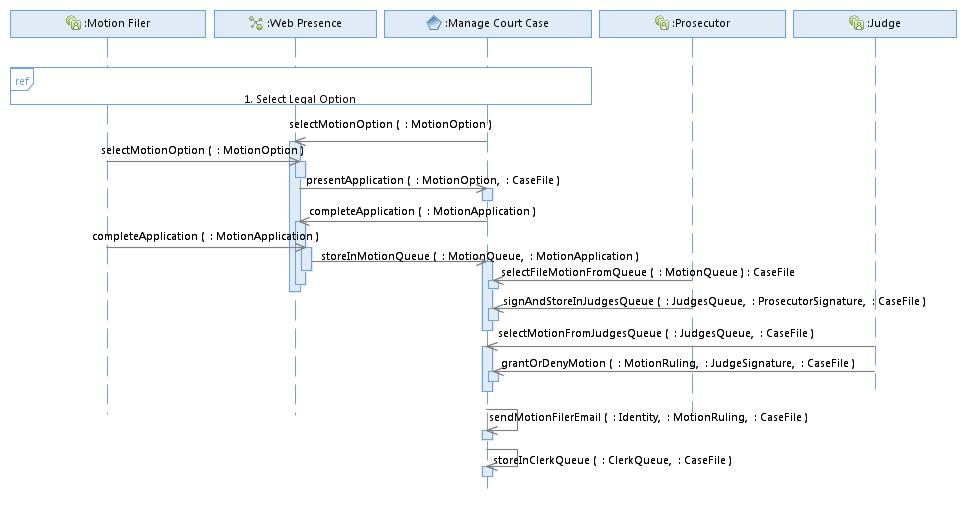 :Motion Filer
:Web Presence
:Manage Court Case
:Prosecutor
:Judge
ref
1. Select Legal Option
selectMotionOption ( : MotionOption )
selectMotionOption ( : MotionOption )
presentApplication ( : MotionOption, : CaseFile )
completeApplication ( : MotionApplication )
completeApplication ( : MotionApplication )
storeInMotionQueue ( : MotionQueue, : MotionApplication )
selectFileMotionFromQueue ( : MotionQueue ) : CaseFile
signAndStoreInJudgesQueue ( : JudgesQueue, : ProsecutorSignature, : CaseFile )
selectMotionFromJudgesQueue ( : JudgesQueue, : CaseFile )
grantOrDenyMotion ( : MotionRuling, : JudgeSignature, : CaseFile )
sendMotionFilerEmail ( : Identity, : MotionRuling, : CaseFile )
storeInClerkQueue ( : ClerkQueue, : CaseFile )